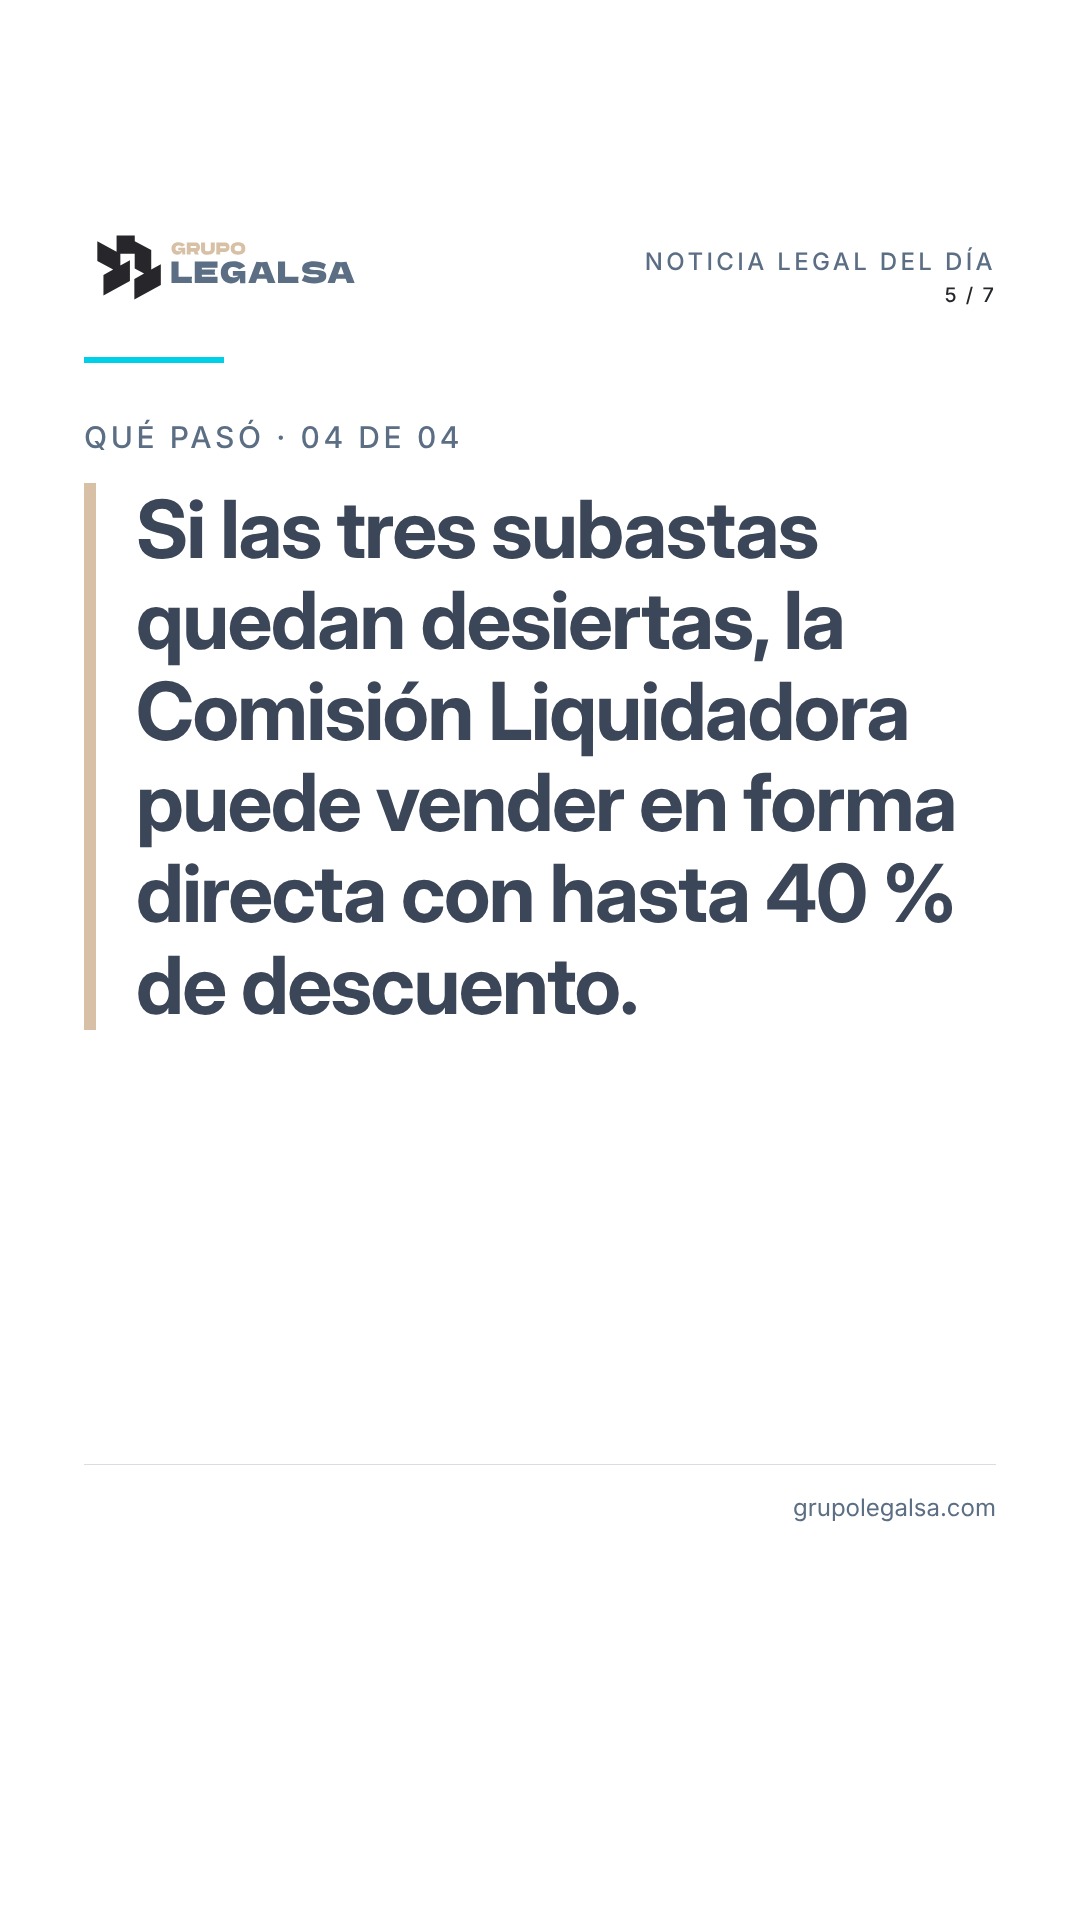 GRUPO
LEGALSA
NOTICIA LEGAL DEL DÍA
5 / 7
QUÉ PASÓ · 04 DE 04
Si las tres subastas
quedan desiertas, la
Comisión Liquidadora
puede vender en forma
directa con hasta 40 %
de descuento.
grupolegalsa.com